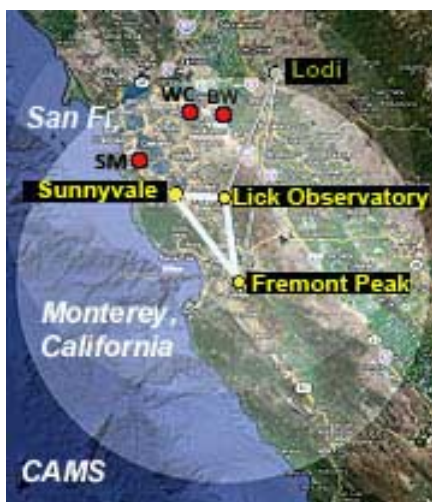 Lodi
WC BW
San Fr,
SM
Sunnyvale
Lick Observatory
Fremont Peak
Monterey,
California
CAMS